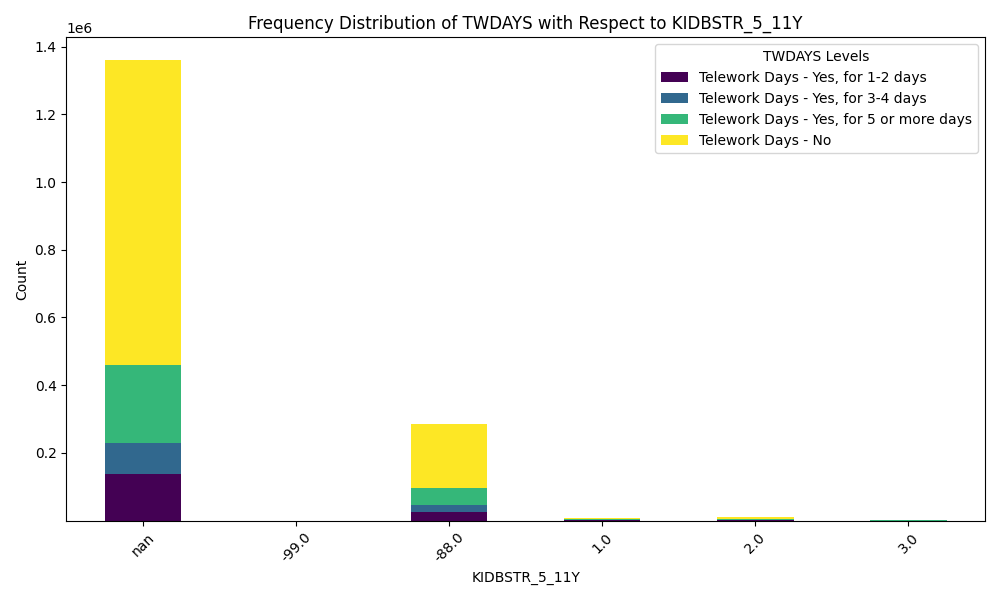 Frequency Distribution of TWDAYS with Respect to KIDBSTR_5_11Y
1e6
1.4
1.2
1.0
0.8
0.6
0.4
0.2
Count
TWDAYS Levels
Telework Days - Yes, for 1-2 days
Telework Days - Yes, for 3-4 days
Telework Days - Yes, for 5 or more days
Telework Days - No
nan
-99.0
-88.0
1.0
2.0
3.0
KIDBSTR_5_11Y